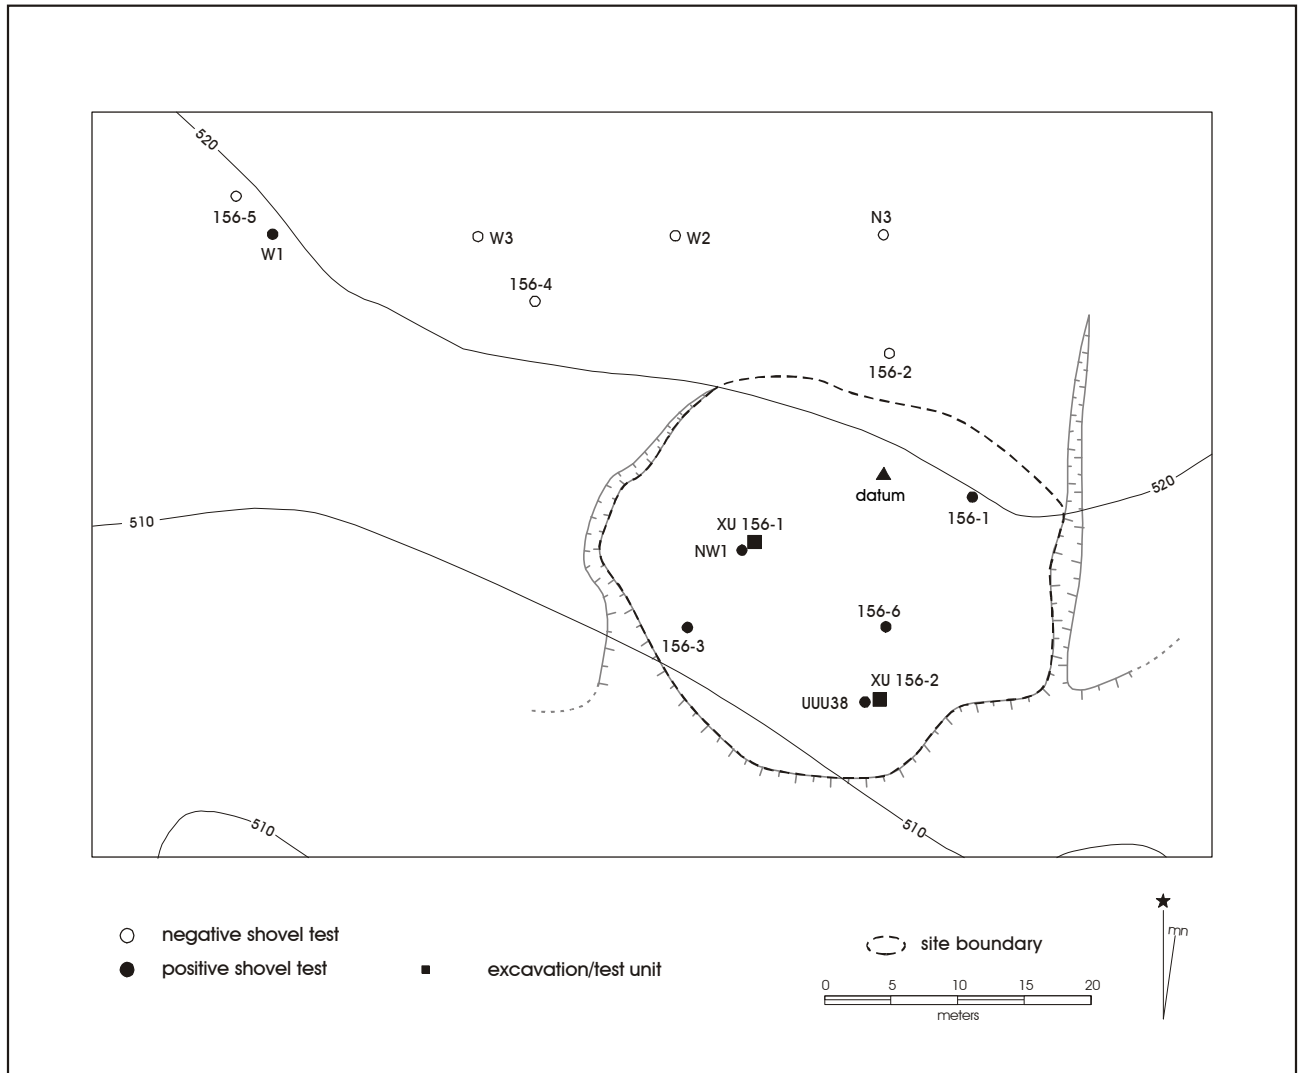 520
156-5
W1
W3
W2
N3
156-4
156-2
datum
156-1
520
510
XU 156-1
NW1
156-3
156-6
XU 156-2
UUU38
510
510
negative shovel test
positive shovel test
excavation/test unit
site boundary
0 5 10 15 20
meters
mn